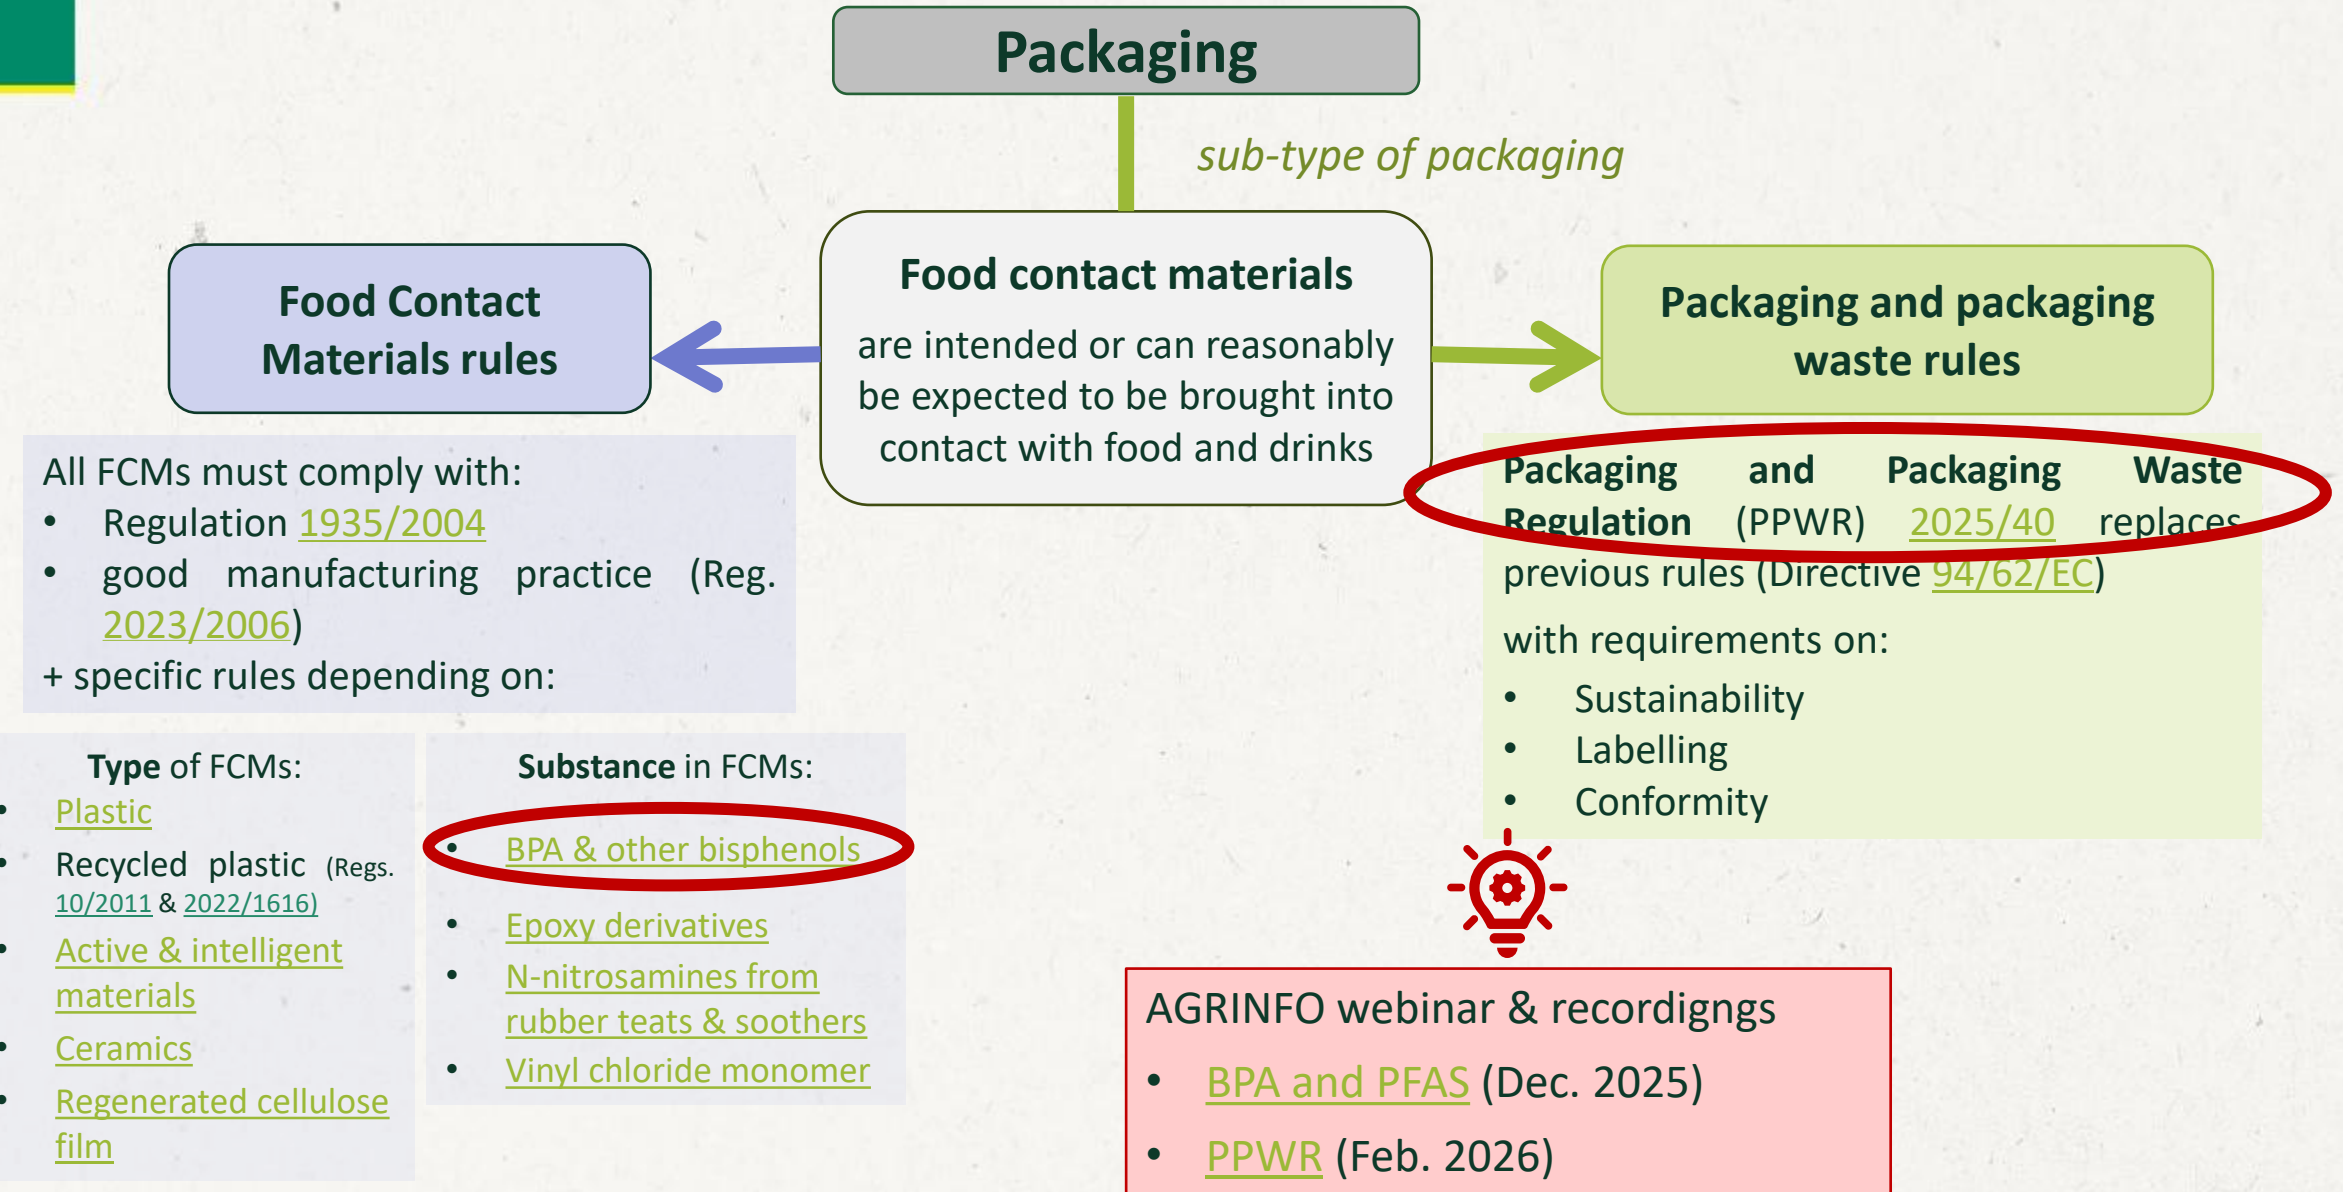 Packaging
sub-type of packaging
Food Contact
Materials rules
Food contact materials
are intended or can reasonably
be expected to be brought into
contact with food and drinks
Packaging and packaging
waste rules
All FCMs must comply with:
• Regulation 1935/2004
• good manufacturing practice (Reg.
2023/2006)
+ specific rules depending on:
Type of FCMs:
• Plastic
• Recycled plastic (Regs.
10/2011 & 2022/1616)
• Active & intelligent
materials
• Ceramics
• Regenerated cellulose
film
Substance in FCMs:
• BPA & other bisphenols
• Epoxy derivatives
• N-nitrosamines from
rubber teats & soothers
• Vinyl chloride monomer
Packaging and Packaging Waste
Regulation (PPWR) 2025/40 replaces
previous rules (Directive 94/62/EC)
with requirements on:
• Sustainability
• Labelling
• Conformity
AGRINFO webinar & recordigngs
• BPA and PFAS (Dec. 2025)
• PPWR (Feb. 2026)